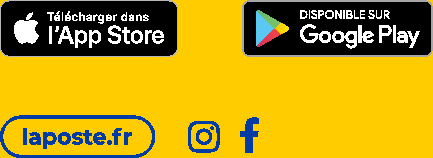 Télécharger dans
l'App Store
DISPONIBLE SUR
Google Play
laposte.fr